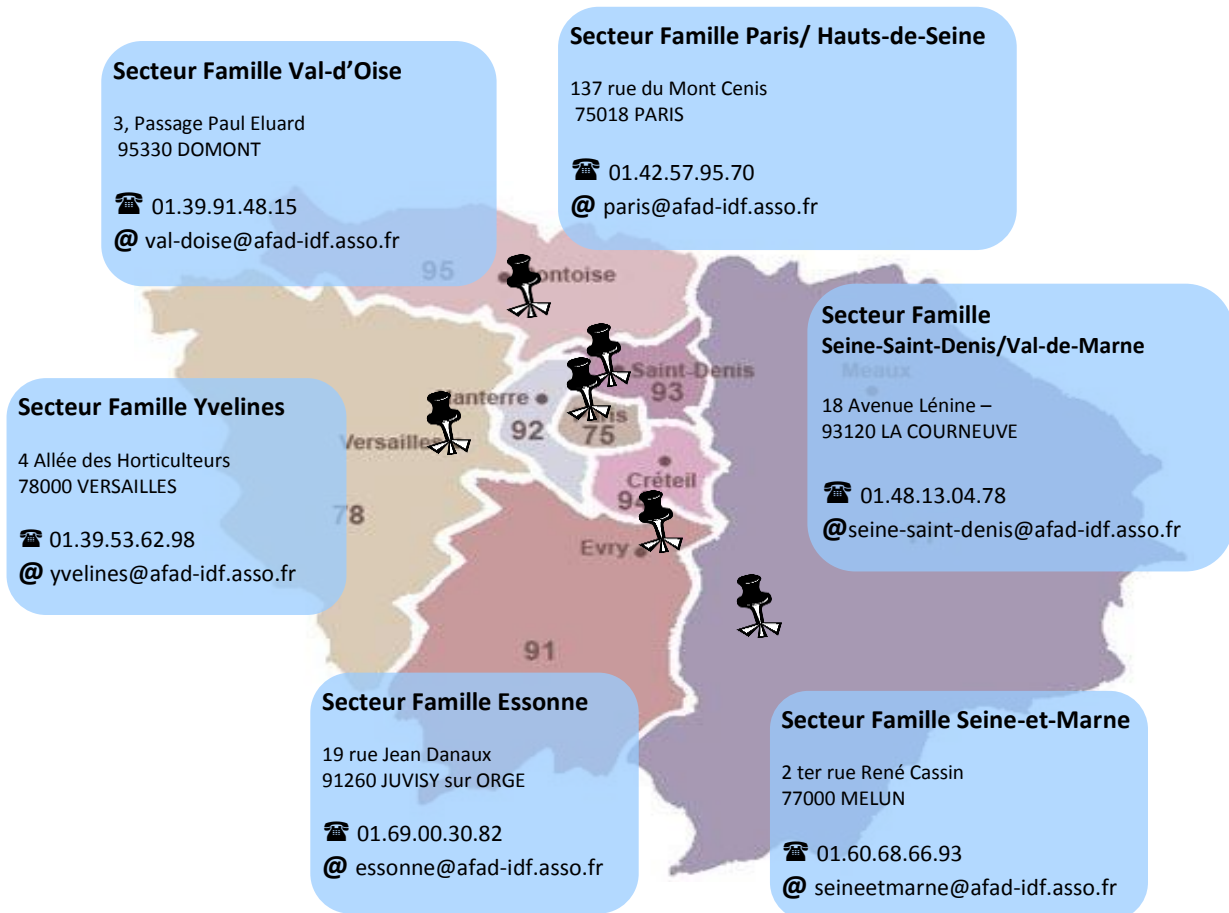 Secteur Famille Val-d’Oise
3, Passage Paul Eluard
95330 DOMONT
☎ 01.39.91.48.15
@ val-doise@afad-idf.asso.fr
Secteur Famille Paris/ Hauts-de-Seine
137 rue du Mont Cenis
75018 PARIS
☎ 01.42.57.95.70
@ paris@afad-idf.asso.fr
Secteur Famille
Seine-Saint-Denis/Val-de-Marne
18 Avenue Lénine –
93120 LA COURNEUVE
☎ 01.48.13.04.78
@seine-saint-denis@afad-idf.asso.fr
Secteur Famille Yvelines
4 Allée des Horticulteurs
78000 VERSAILLES
☎ 01.39.53.62.98
@ yvelines@afad-idf.asso.fr
Secteur Famille Essonne
19 rue Jean Danaux
91260 JUVISY sur ORGE
☎ 01.69.00.30.82
@ essonne@afad-idf.asso.fr
Secteur Famille Seine-et-Marne
2 ter rue René Cassin
77000 MELUN
☎ 01.60.68.66.93
@ seineetmarne@afad-idf.asso.fr
95
Meaux
Saint-Denis
93
92
75
Versailles
Créteil
78
Evry
91